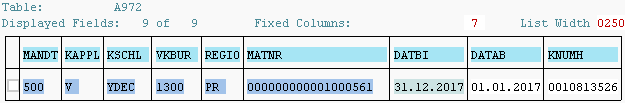 Table: A972
Displayed Fields: 9 of 9 Fixed Columns: 7 List Width 0250
MANDT KAPPL KSCHL VKBUR REGIO MATNR DATBI DATAB KNUMH
500 V YDEC 1300 PR 000000000001000561 31.12.2017 01.01.2017 0010813526